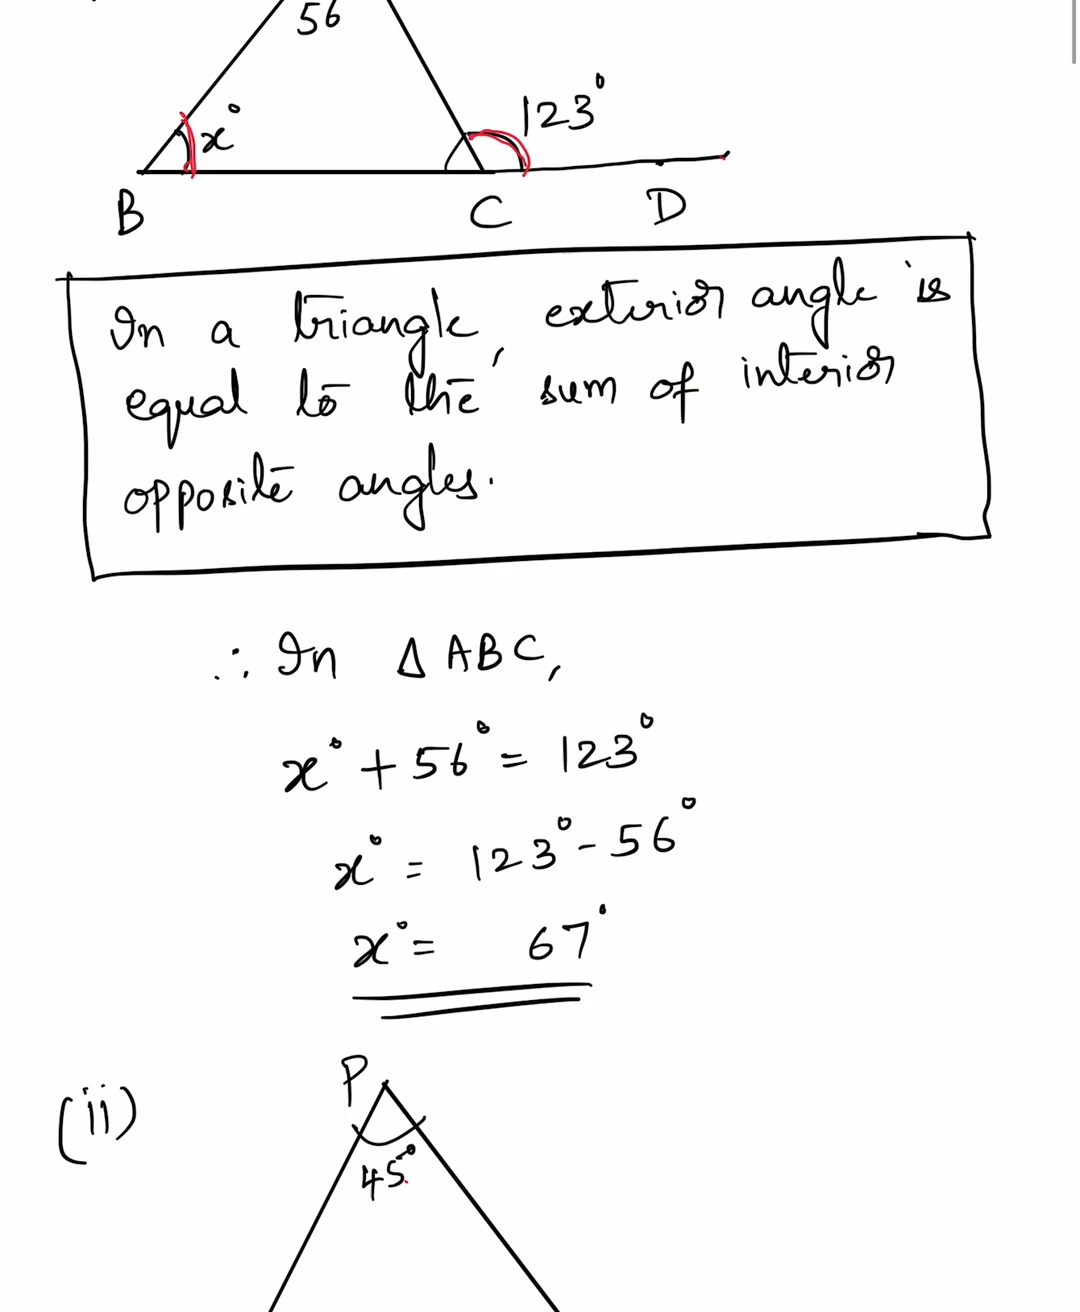 56
x° 123°
B C D
In a triangle, exterior angle is
equal to the sum of interior
opposite angles.
∴ In Δ ABC,
x° + 56° = 123°
x° = 123° - 56°
x° = 67°
(ii) P
45°